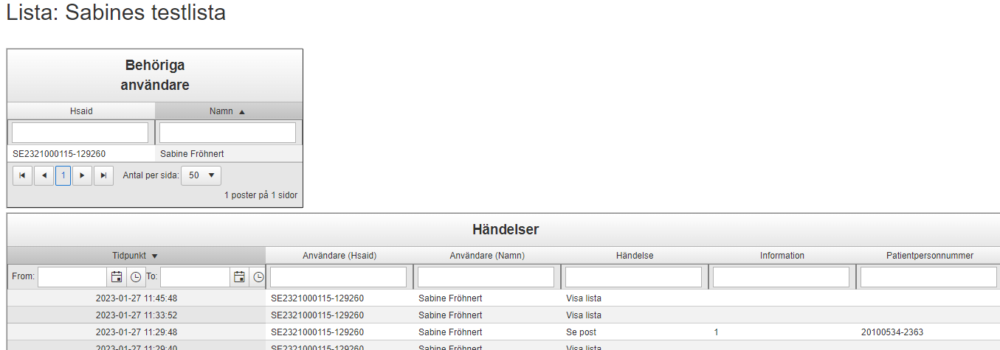 Lista: Sabines testlista
Behöriga
användare
Hsaid Namn
SE2321000115-129260 Sabine Fröhnert
1 Antal per sida: 50
1 poster på 1 sidor
Händelser
Tidpunkt Användare (Hsaid) Användare (Namn) Händelse Information Patientpersonnummer
From: To:
2023-01-27 11:45:48 SE2321000115-129260 Sabine Fröhnert Visa lista
2023-01-27 11:33:52 SE2321000115-129260 Sabine Fröhnert Visa lista
2023-01-27 11:29:48 SE2321000115-129260 Sabine Fröhnert Se post 1 20100534-2363
2023-01-27 11:29:40 SE2321000115-129260 Sabine Fröhnert Visa lista